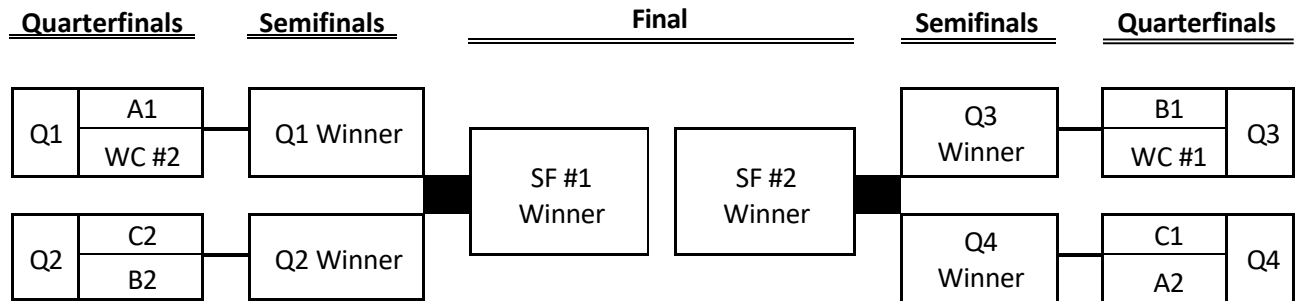 Quarterfinals Semifinals Final Semifinals Quarterfinals
Q1
A1
WC #2
Q1 Winner
Q2
C2
B2
Q2 Winner
SF #1
Winner
SF #2
Winner
Q3
Winner
B1
WC #1
Q3
Q4
Winner
C1
A2
Q4